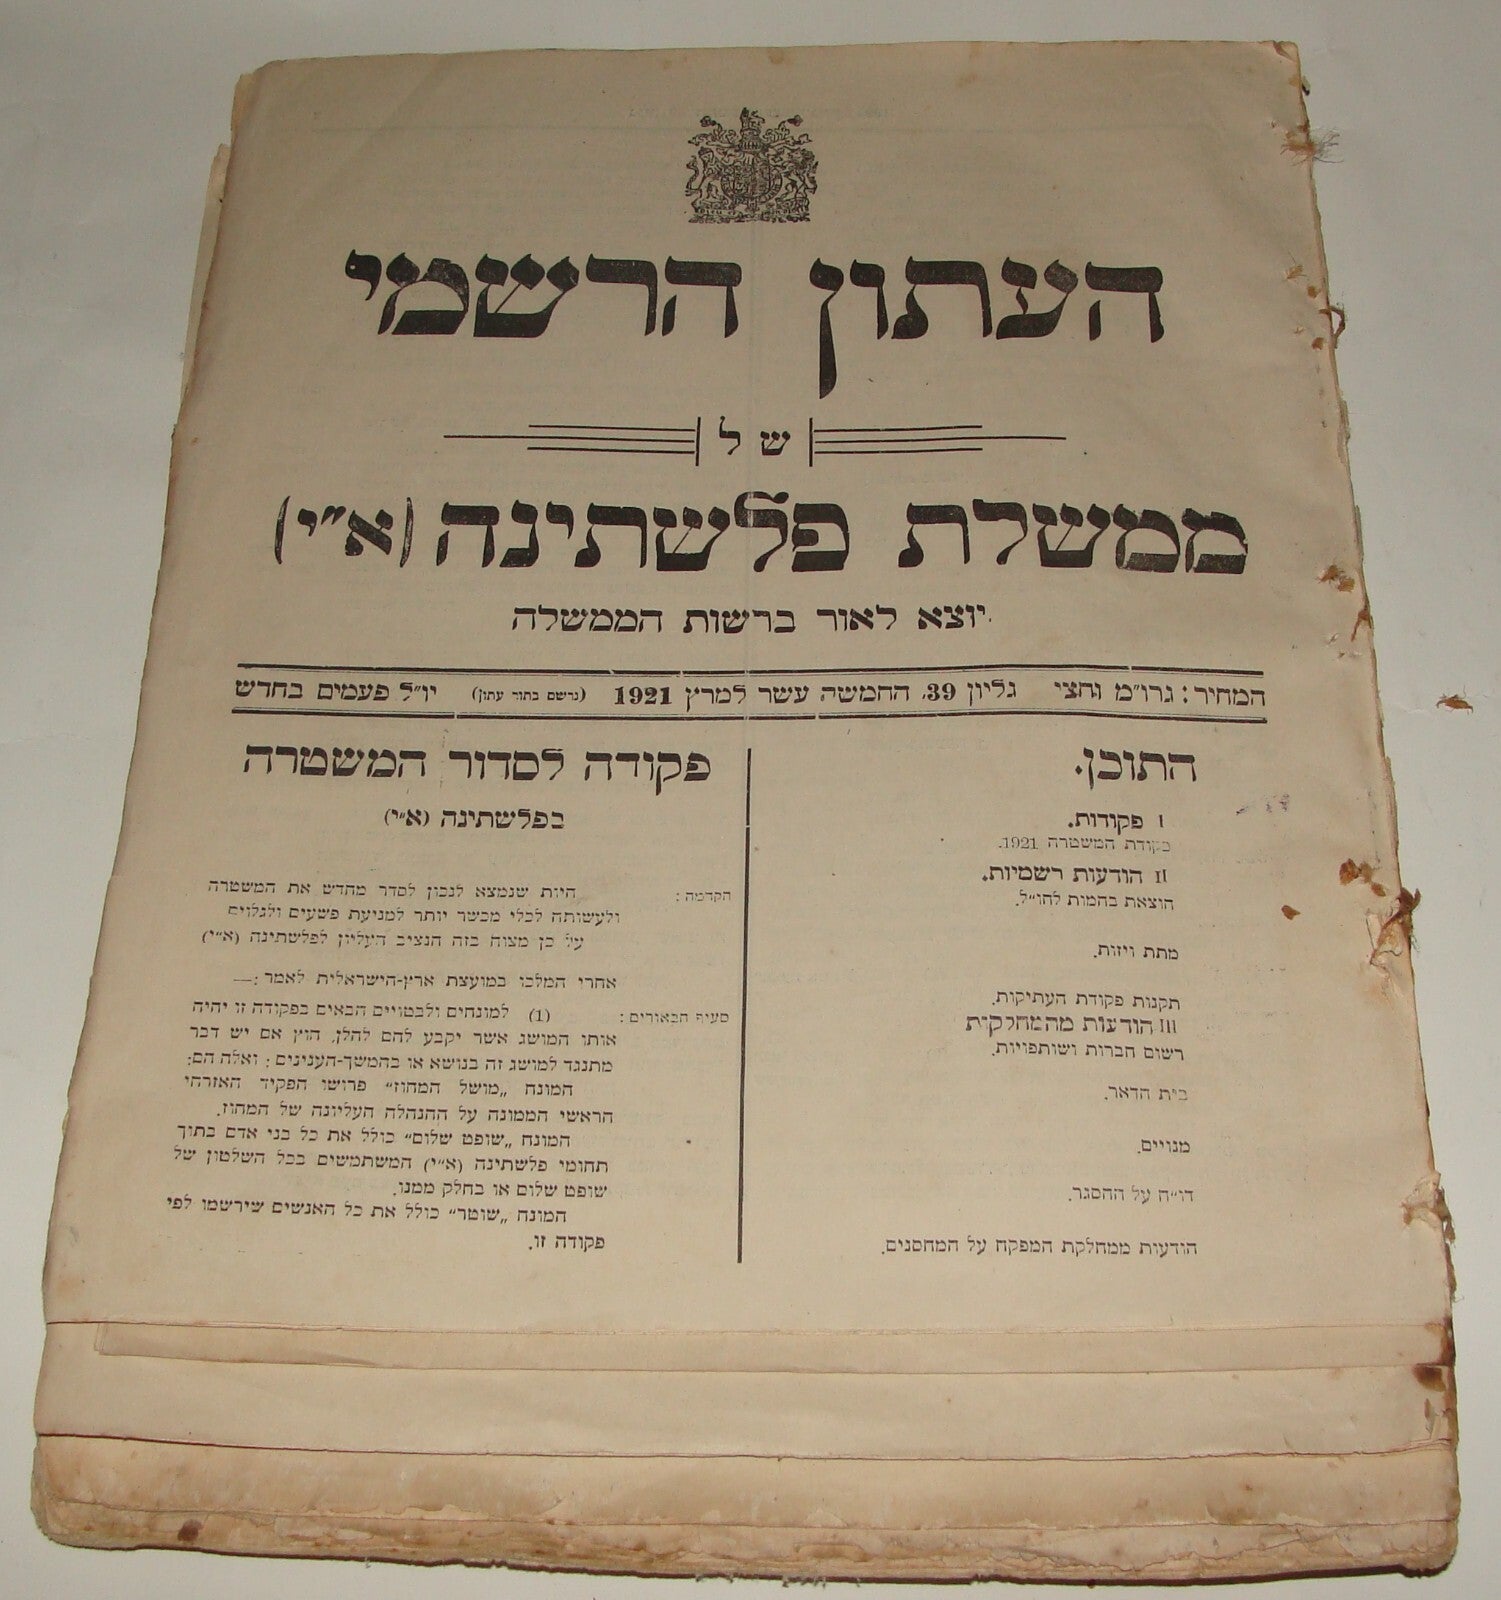 העתון הרשמי
של
ממשלת פלשתינה (א״י)
יוצא לאור ברשות הממשלה
המחיר: גרו״מ וחצי גליון 39, החמשה עשר למרץ 1921 (נרשם בתור עתון) יו״ל פעמים בחדש
התוכן.
I פקודות.
פקודת המשטרה 1921.
II הודעות רשמיות.
הוצאת בהמות לחו״ל.
מתת ויזות.
תקנות פקודת העתיקות.
III הודעות מהמחלקות
רשום חברות ושותפויות.
בית הדאר.
מנויים.
דו״ח על ההסגר.
הודעות ממחלקת המפקח על המחסנים.
פקודה לסדור המשטרה
בפלשתינה (א״י)
הקדמה: היות שנמצא לנכון לסדר מחדש את המשטרה
ולעשותה לכלי מכשר יותר למניעת פשעים ולגלוים
על כן מצוה בזה הנציב העליון לפלשתינה (א״י)
אחרי המלכו במועצת ארץ-הישראלית לאמר:—
סעיף הבאורים: (1) למונחים ולבטויים הבאים בפקודה זו יהיה
אותו המושג אשר יקבע להם להלן, חוץ אם יש דבר
מתנגד למושג זה בנושא או בהמשך-הענינים; ואלה הם:
המונח „מושל המחוז״ פרושו הפקיד האזרחי
הראשי הממונה על ההנהלה העליונה של המחוז.
המונח „שופט שלום״ כולל את כל בני אדם בתוך
תחומי פלשתינה (א״י) המשתמשים בכל השלטון של
שופט שלום או בחלק ממנו.
המונח „שוטר״ כולל את כל האנשים שירשמו לפי
פקודה זו.